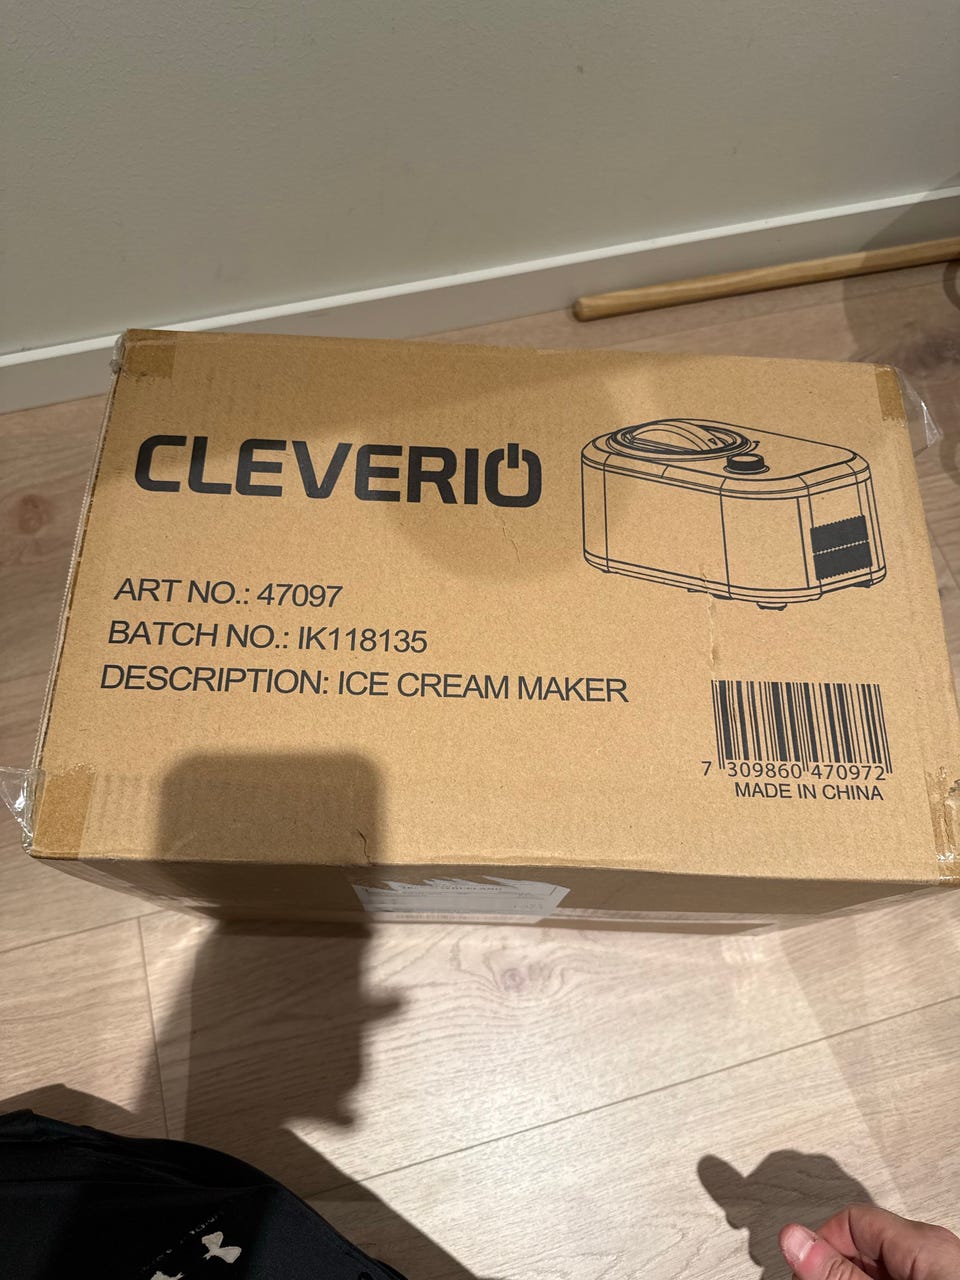 CLEVERIO
ART NO.: 47097
BATCH NO.: IK118135
DESCRIPTION: ICE CREAM MAKER
7 309860 470972
MADE IN CHINA